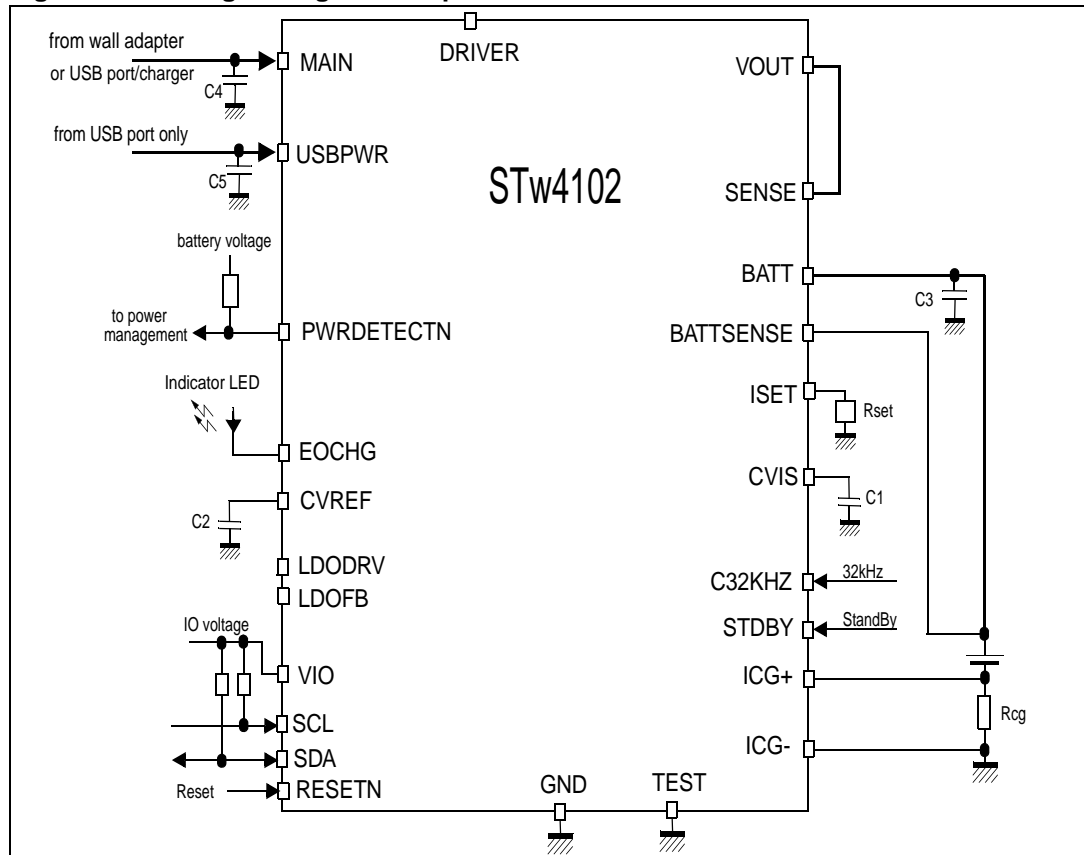 from wall adapter
or USB port/charger
C4
MAIN
DRIVER
VOUT
from USB port only
C5
USBPWR
STw4102
SENSE
battery voltage
BATT
C3
to power
management
PWRDETECTN
BATTSENSE
Indicator LED
ISET
Rset
EOCHG
CVREF
C2
CVIS
C1
LDODRV
LDOFB
C32KHZ
32kHz
IO voltage
STDBY
StandBy
VIO
ICG+
Rcg
SCL
SDA
ICG-
Reset
RESETN
GND
TEST